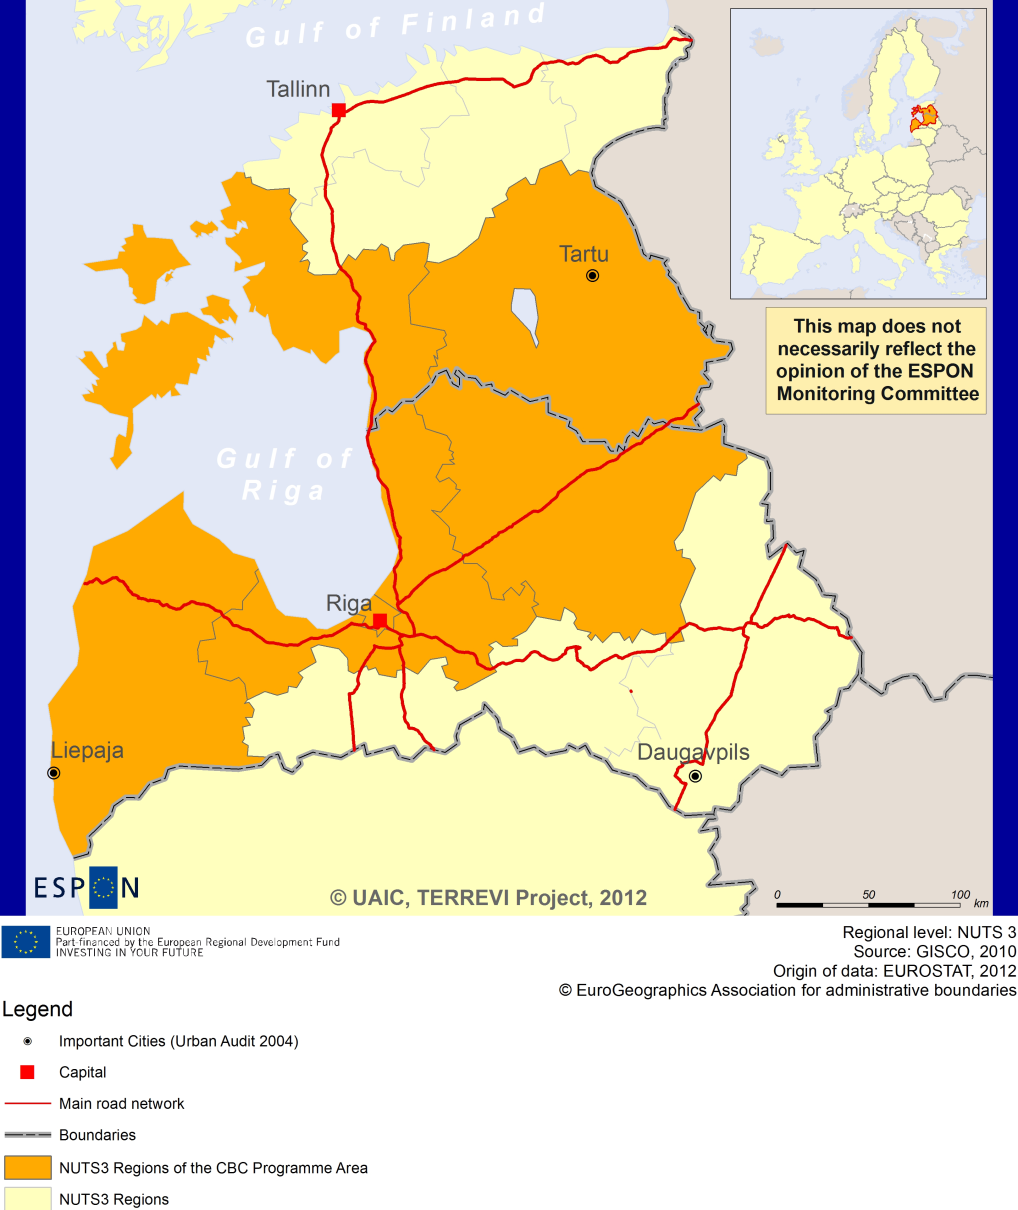 Gulf of Finland
Tallinn
Tartu
This map does not
necessarily reflect the
opinion of the ESPON
Monitoring Committee
Gulf of
Riga
Riga
Liepaja
Daugavpils
ESPON
© UAIC, TERREVI Project, 2012
0 50 100
km
EUROPEAN UNION
Part-financed by the European Regional Development Fund
INVESTING IN YOUR FUTURE
Regional level: NUTS 3
Source: GISCO, 2010
Origin of data: EUROSTAT, 2012
© EuroGeographics Association for administrative boundaries
Legend
Important Cities (Urban Audit 2004)
Capital
Main road network
Boundaries
NUTS3 Regions of the CBC Programme Area
NUTS3 Regions